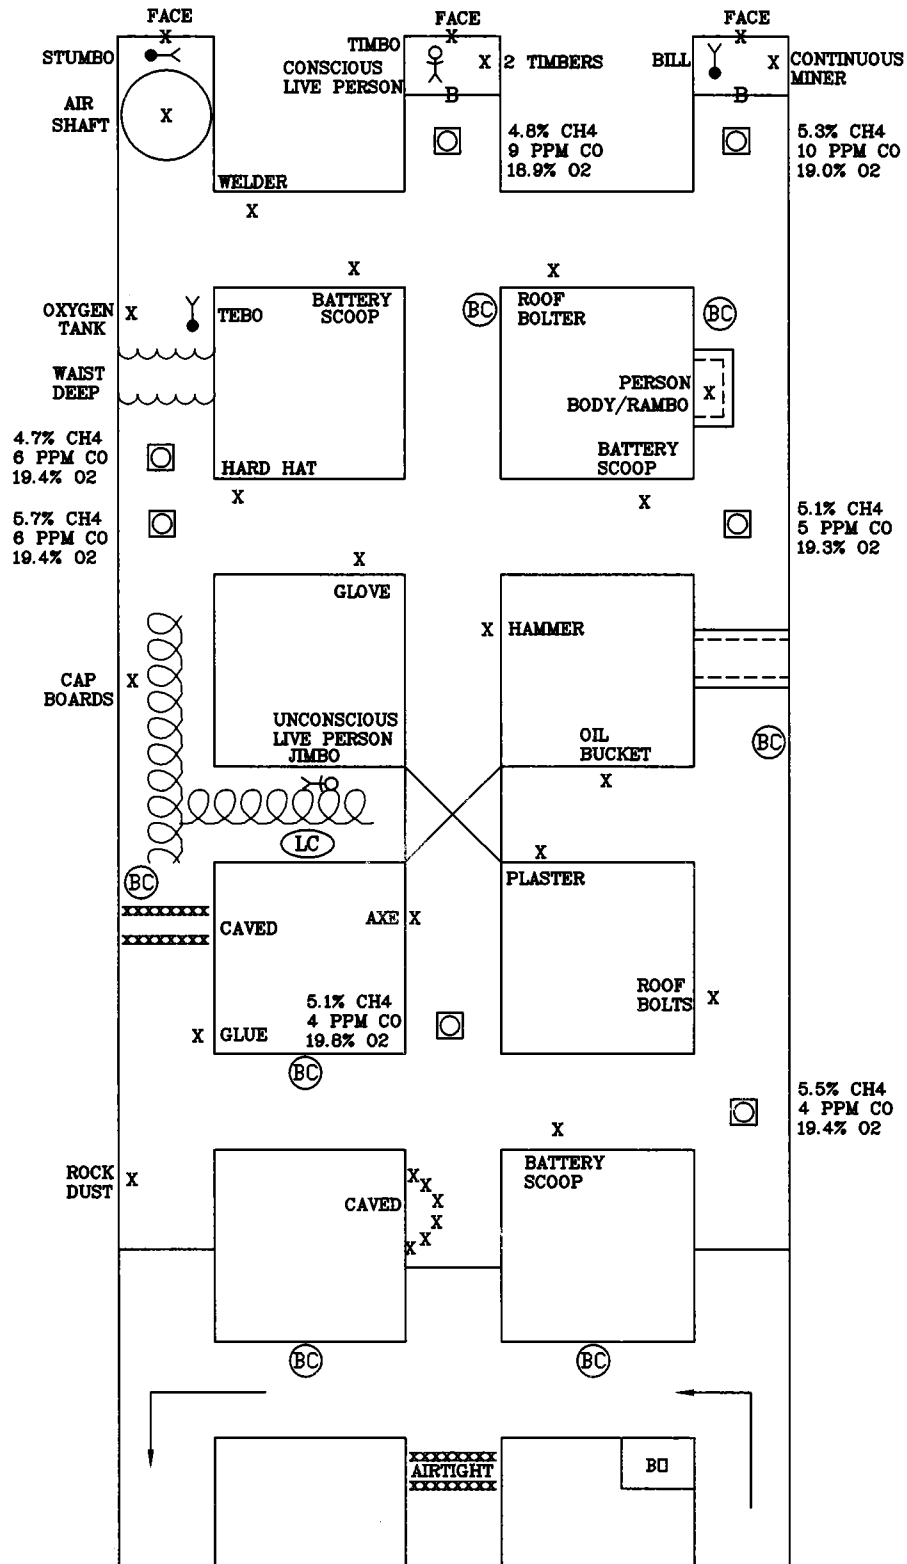 FACE
FACE
FACE
X
X
X
STUMBO
TIMBO
CONSCIOUS
LIVE PERSON
X 2 TIMBERS
BILL
X CONTINUOUS
MINER
AIR
SHAFT
X
B
B
4.8% CH4
9 PPM CO
18.9% O2
5.3% CH4
10 PPM CO
19.0% O2
WELDER
X
X
X
OXYGEN
TANK
X
TEBO
BATTERY
SCOOP
BC
ROOF
BOLTER
BC
WAIST
DEEP
PERSON
BODY/RAMBO
X
4.7% CH4
6 PPM CO
19.4% O2
HARD HAT
X
BATTERY
SCOOP
X
5.7% CH4
6 PPM CO
19.4% O2
5.1% CH4
5 PPM CO
19.3% O2
X
GLOVE
X HAMMER
CAP
BOARDS
X
UNCONSCIOUS
LIVE PERSON
JIMBO
OIL
BUCKET
X
BC
LC
BC
X
PLASTER
XXXXXXXX
CAVED
XXXXXXXX
AXE X
5.1% CH4
4 PPM CO
19.8% O2
ROOF
BOLTS
X
X GLUE
BC
5.5% CH4
4 PPM CO
19.4% O2
X
BATTERY
SCOOP
ROCK
DUST
X
CAVED
X
X
X
X
X
X
BC
BC
XXXXXXXX
AIRTIGHT
XXXXXXXX
BO